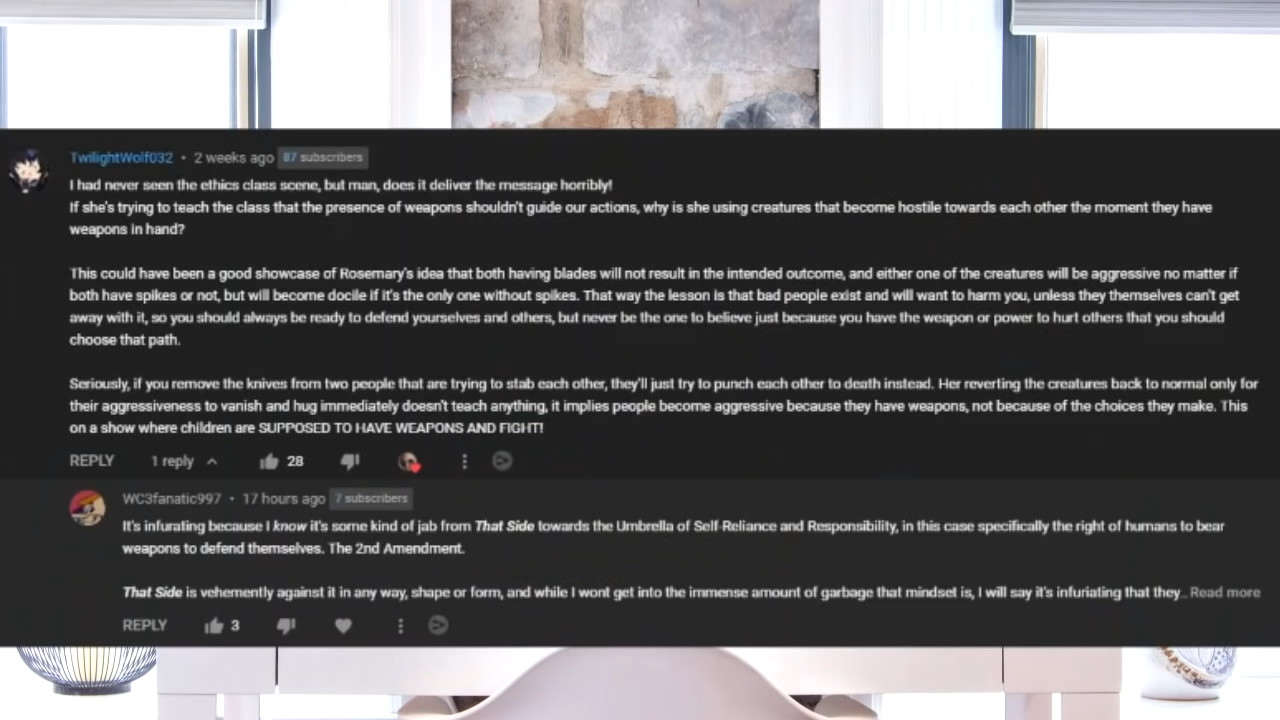 TwilightWolf032 • 2 weeks ago 87 subscribers
I had never seen the ethics class scene, but man, does it deliver the message horribly!
If she's trying to teach the class that the presence of weapons shouldn't guide our actions, why is she using creatures that become hostile towards each other the moment they have
weapons in hand?
This could have been a good showcase of Rosemary's idea that both having blades will not result in the intended outcome, and either one of the creatures will be aggressive no matter if
both have spikes or not, but will become docile if it's the only one without spikes. That way the lesson is that bad people exist and will want to harm you, unless they themselves can't get
away with it, so you should always be ready to defend yourselves and others, but never be the one to believe just because you have the weapon or power to hurt others that you should
choose that path.
Seriously, if you remove the knives from two people that are trying to stab each other, they'll just try to punch each other to death instead. Her reverting the creatures back to normal only for
their aggressiveness to vanish and hug immediately doesn't teach anything, it implies people become aggressive because they have weapons, not because of the choices they make. This
on a show where children are SUPPOSED TO HAVE WEAPONS AND FIGHT!
REPLY 1 reply 28
WC3fanatic997 • 17 hours ago 7 subscribers
It's infurating because I know it's some kind of jab from That Side towards the Umbrella of Self-Reliance and Responsibility, in this case specifically the right of humans to bear
weapons to defend themselves. The 2nd Amendment.
That Side is vehemently against it in any way, shape or form, and while I wont get into the immense amount of garbage that mindset is, I will say it's infuriating that they... Read more
REPLY 3